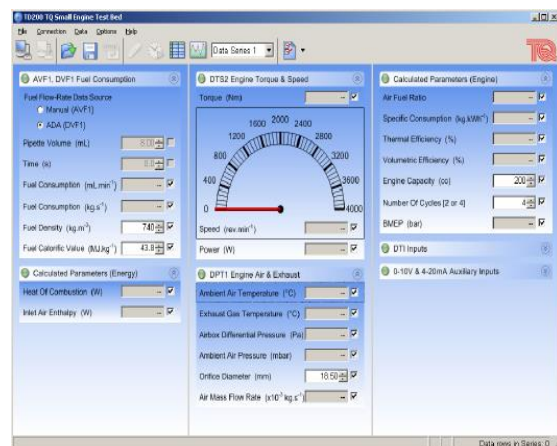 TD200 TQ Small Engine Test Bed
File Connection Data Options Help
Data Series 1
TQ
AVF1, DVF1 Fuel Consumption
Fuel Flow-Rate Data Source
Manual (AVF1)
ADA (DVF1)
Pipette Volume (mL) 8.00
Time (s) 0.0
Fuel Consumption (mL.min⁻¹) --
Fuel Consumption (kg.s⁻¹) --
Fuel Density (kg.m³) 740
Fuel Calorific Value (MJ.kg⁻¹) 43.8
Calculated Parameters (Energy)
Heat Of Combustion (W) --
Inlet Air Enthalpy (W) --
DTS2 Engine Torque & Speed
Torque (Nm) --
1600 2000 2400
1200 2800
800 3200
400 3600
0 4000
Speed (rev.min⁻¹) --
Power (W) --
DPT1 Engine Air & Exhaust
Ambient Air Temperature (°C) --
Exhaust Gas Temperature (°C) --
Airbox Differential Pressure (Pa) --
Ambient Air Pressure (mbar) --
Orifice Diameter (mm) 18.50
Air Mass Flow Rate (x10⁻³ kg.s⁻¹) --
Calculated Parameters (Engine)
Air Fuel Ratio --
Specific Consumption (kg.kWh⁻¹) --
Thermal Efficiency (%) --
Volumetric Efficiency (%) --
Engine Capacity (cc) 200
Number Of Cycles [2 or 4] 4
BMEP (bar) --
DTI Inputs
0-10V & 4-20mA Auxiliary Inputs
Data rows in Series: 0